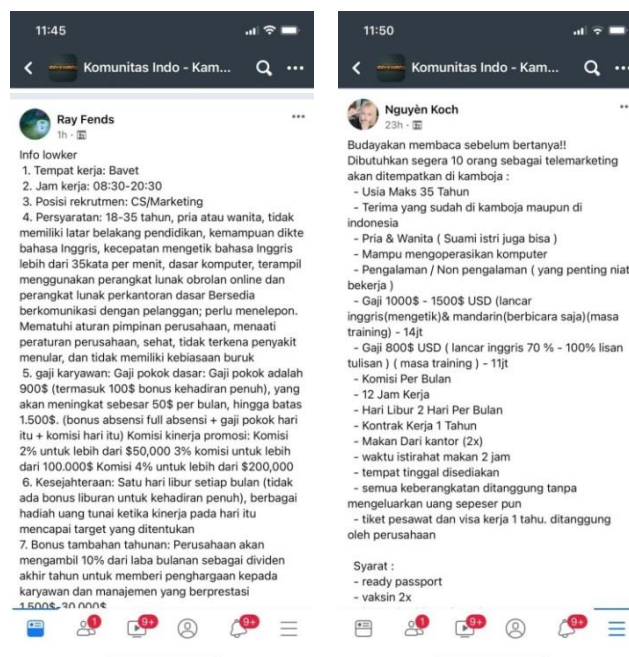 11:45
Komunitas Indo - Kam...
Ray Fends
1h
Info lowker
1. Tempat kerja: Bavet
2. Jam kerja: 08:30-20:30
3. Posisi rekrutmen: CS/Marketing
4. Persyaratan: 18-35 tahun, pria atau wanita, tidak
memiliki latar belakang pendidikan, kemampuan dikte
bahasa Inggris, kecepatan mengetik bahasa Inggris
lebih dari 35kata per menit, dasar komputer, terampil
menggunakan perangkat lunak obrolan online dan
perangkat lunak perkantoran dasar Bersedia
berkomunikasi dengan pelanggan; perlu menelepon.
Mematuhi aturan pimpinan perusahaan, menaati
peraturan perusahaan, sehat, tidak terkena penyakit
menular, dan tidak memiliki kebiasaan buruk
5. gaji karyawan: Gaji pokok dasar: Gaji pokok adalah
900$ (termasuk 100$ bonus kehadiran penuh), yang
akan meningkat sebesar 50$ per bulan, hingga batas
1.500$. (bonus absensi full absensi + gaji pokok hari
itu + komisi hari itu) Komisi kinerja promosi: Komisi
2% untuk lebih dari $50,000 3% komisi untuk lebih
dari 100.000$ Komisi 4% untuk lebih dari $200,000
6. Kesejahteraan: Satu hari libur setiap bulan (tidak
ada bonus liburan untuk kehadiran penuh), berbagai
hadiah uang tunai ketika kinerja pada hari itu
mencapai target yang ditentukan
7. Bonus tambahan tahunan: Perusahaan akan
mengambil 10% dari laba bulanan sebagai dividen
akhir tahun untuk memberi penghargaan kepada
karyawan dan manajemen yang berprestasi
1.500$-30.000$
1
9+
9+
11:50
Komunitas Indo - Kam...
Nguyèn Koch
23h
Budayakan membaca sebelum bertanya!!
Dibutuhkan segera 10 orang sebagai telemarketing
akan ditempatkan di kamboja :
- Usia Maks 35 Tahun
- Terima yang sudah di kamboja maupun di
indonesia
- Pria & Wanita ( Suami istri juga bisa )
- Mampu mengoperasikan komputer
- Pengalaman / Non pengalaman ( yang penting niat
bekerja )
- Gaji 1000$ - 1500$ USD (lancar
inggris(mengetik)& mandarin(berbicara saja)(masa
training) - 14jt
- Gaji 800$ USD ( lancar inggris 70 % - 100% lisan
tulisan ) ( masa training ) - 11jt
- Komisi Per Bulan
- 12 Jam Kerja
- Hari Libur 2 Hari Per Bulan
- Kontrak Kerja 1 Tahun
- Makan Dari kantor (2x)
- waktu istirahat makan 2 jam
- tempat tinggal disediakan
- semua keberangkatan ditanggung tanpa
mengeluarkan uang sepeser pun
- tiket pesawat dan visa kerja 1 tahu. ditanggung
oleh perusahaan
Syarat :
- ready passport
- vaksin 2x
1
9+
9+